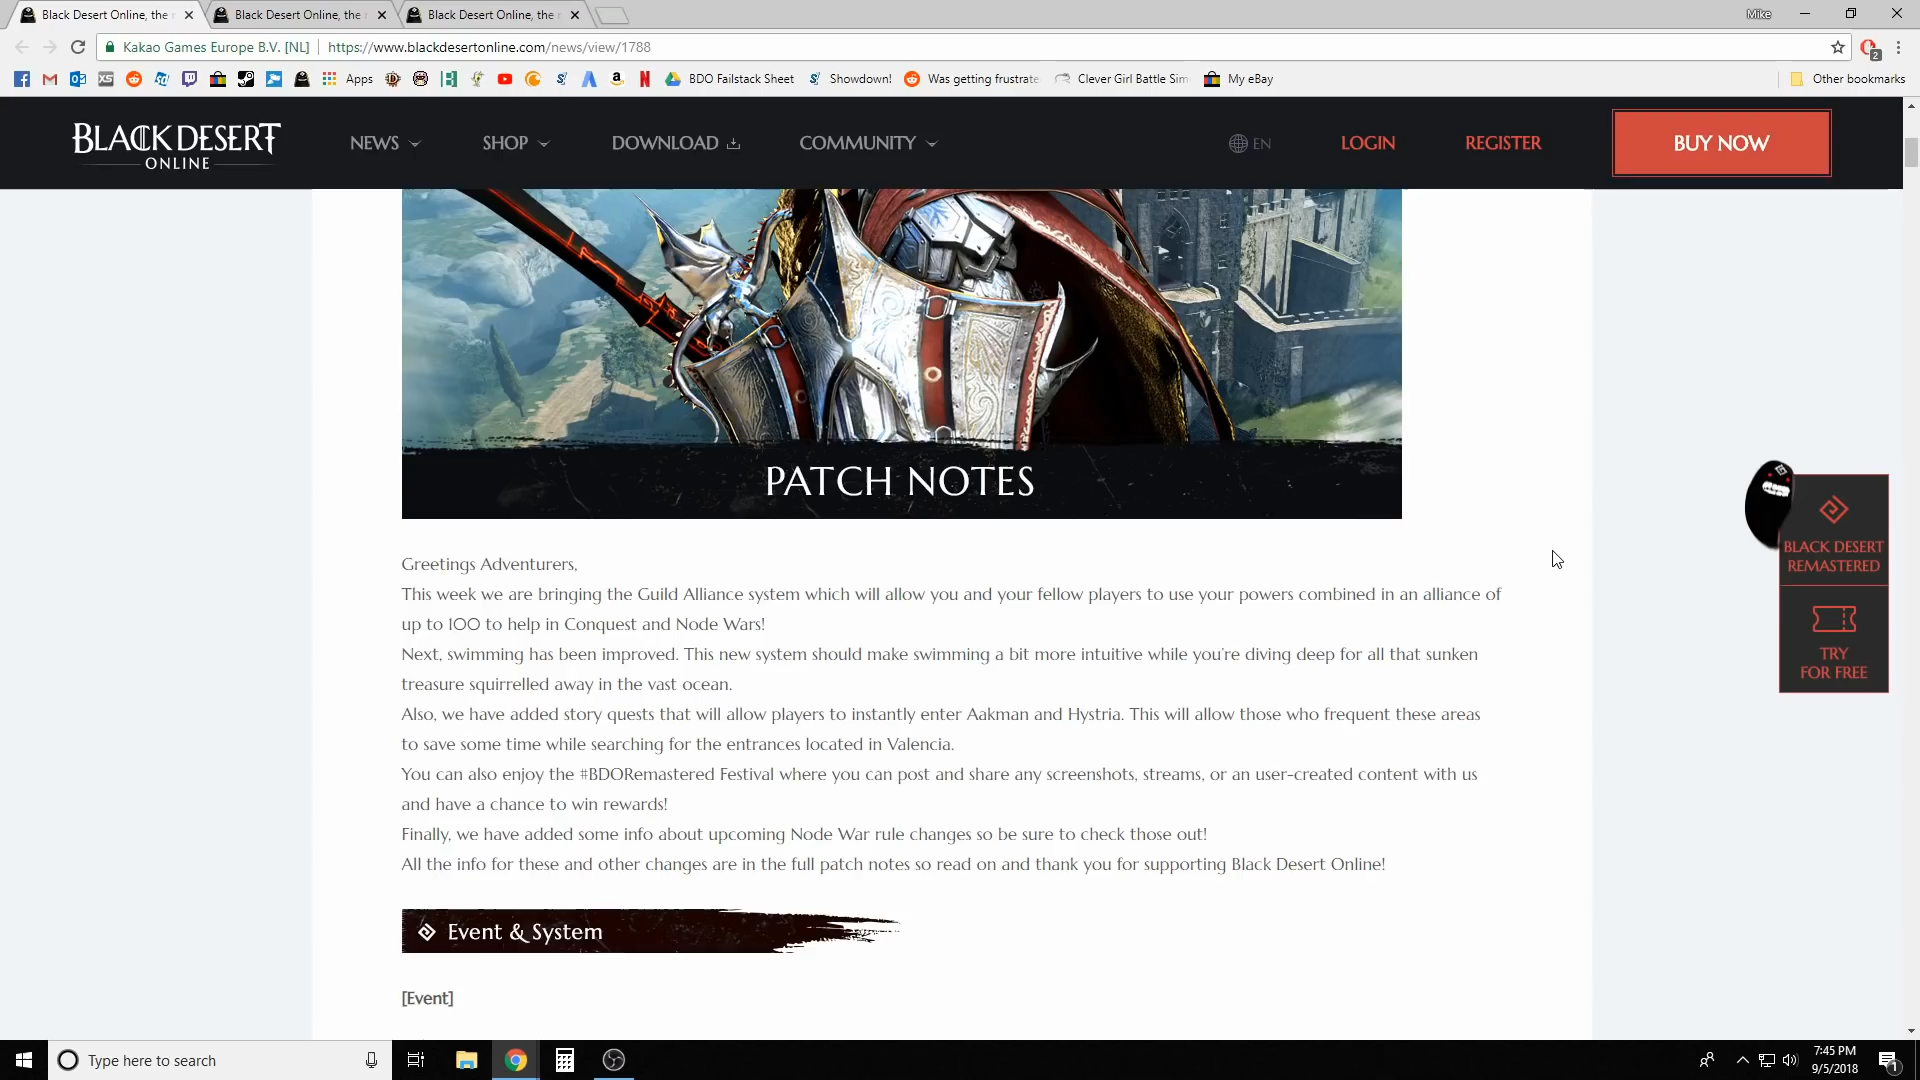 Black Desert Online, the
Black Desert Online, the
Black Desert Online, the
Mike
Kakao Games Europe B.V. [NL]
https://www.blackdesertonline.com/news/view/1788
2
Apps
BDO Failstack Sheet
Showdown!
Was getting frustrate
Clever Girl Battle Sim
My eBay
Other bookmarks
BLACK DESERT
ONLINE
NEWS
SHOP
DOWNLOAD
COMMUNITY
EN
LOGIN
REGISTER
BUY NOW
PATCH NOTES
BLACK DESERT
REMASTERED
TRY
FOR FREE
Greetings Adventurers,
This week we are bringing the Guild Alliance system which will allow you and your fellow players to use your powers combined in an alliance of
up to 100 to help in Conquest and Node Wars!
Next, swimming has been improved. This new system should make swimming a bit more intuitive while you're diving deep for all that sunken
treasure squirrelled away in the vast ocean.
Also, we have added story quests that will allow players to instantly enter Aakman and Hystria. This will allow those who frequent these areas
to save some time while searching for the entrances located in Valencia.
You can also enjoy the #BDORemastered Festival where you can post and share any screenshots, streams, or an user-created content with us
and have a chance to win rewards!
Finally, we have added some info about upcoming Node War rule changes so be sure to check those out!
All the info for these and other changes are in the full patch notes so read on and thank you for supporting Black Desert Online!
Event & System
[Event]
Type here to search
7:45 PM
9/5/2018
1